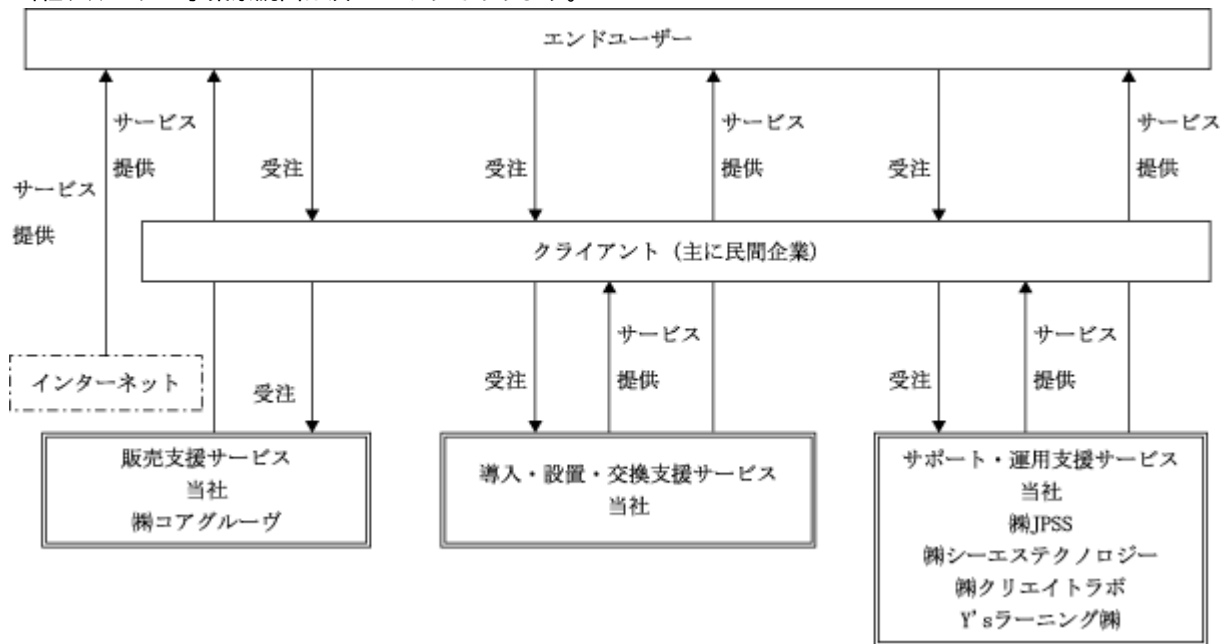 エンドユーザー
サービス
提供
サービス
提供
受注
受注
サービス
提供
受注
サービス
提供
クライアント (主に民間企業)
インターネット
受注
受注
サービス
提供
受注
サービス
提供
販売支援サービス
当社
㈱コアグルーヴ
導入・設置・交換支援サービス
当社
サポート・運用支援サービス
当社
㈱JPSS
㈱シーエステクノロジー
㈱クリエイトラボ
Y'sラーニング㈱